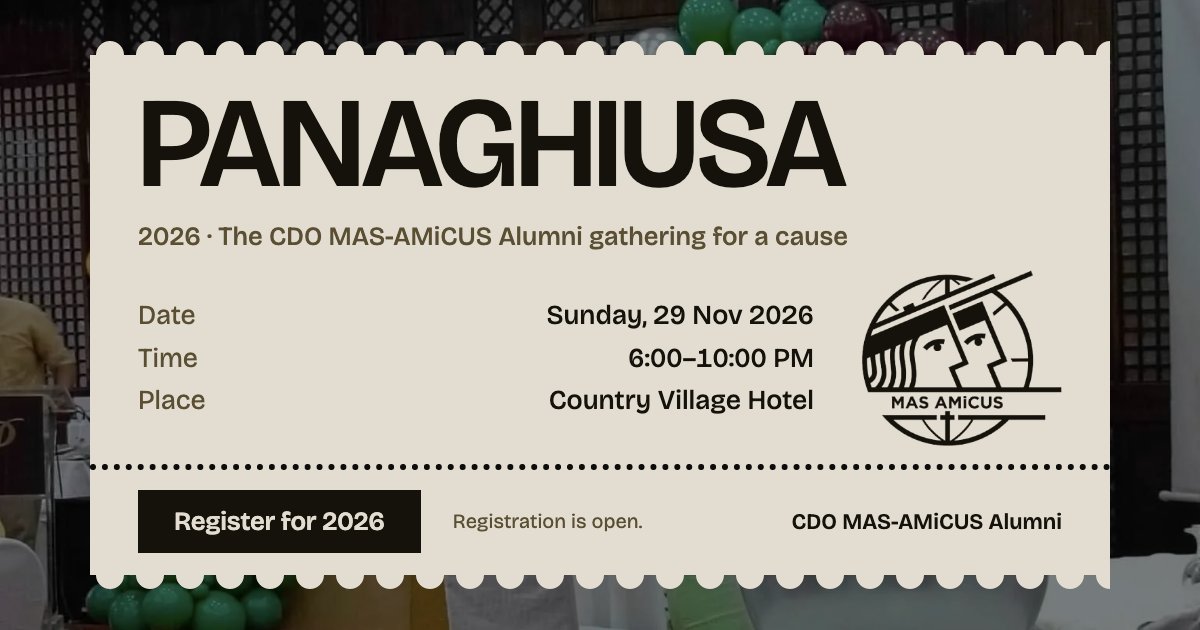 PANAGHIUSA
2026 · The CDO MAS-AMiCUS Alumni gathering for a cause
Date Sunday, 29 Nov 2026
Time 6:00–10:00 PM
Place Country Village Hotel
MAS AMiCUS
Register for 2026 Registration is open. CDO MAS-AMiCUS Alumni